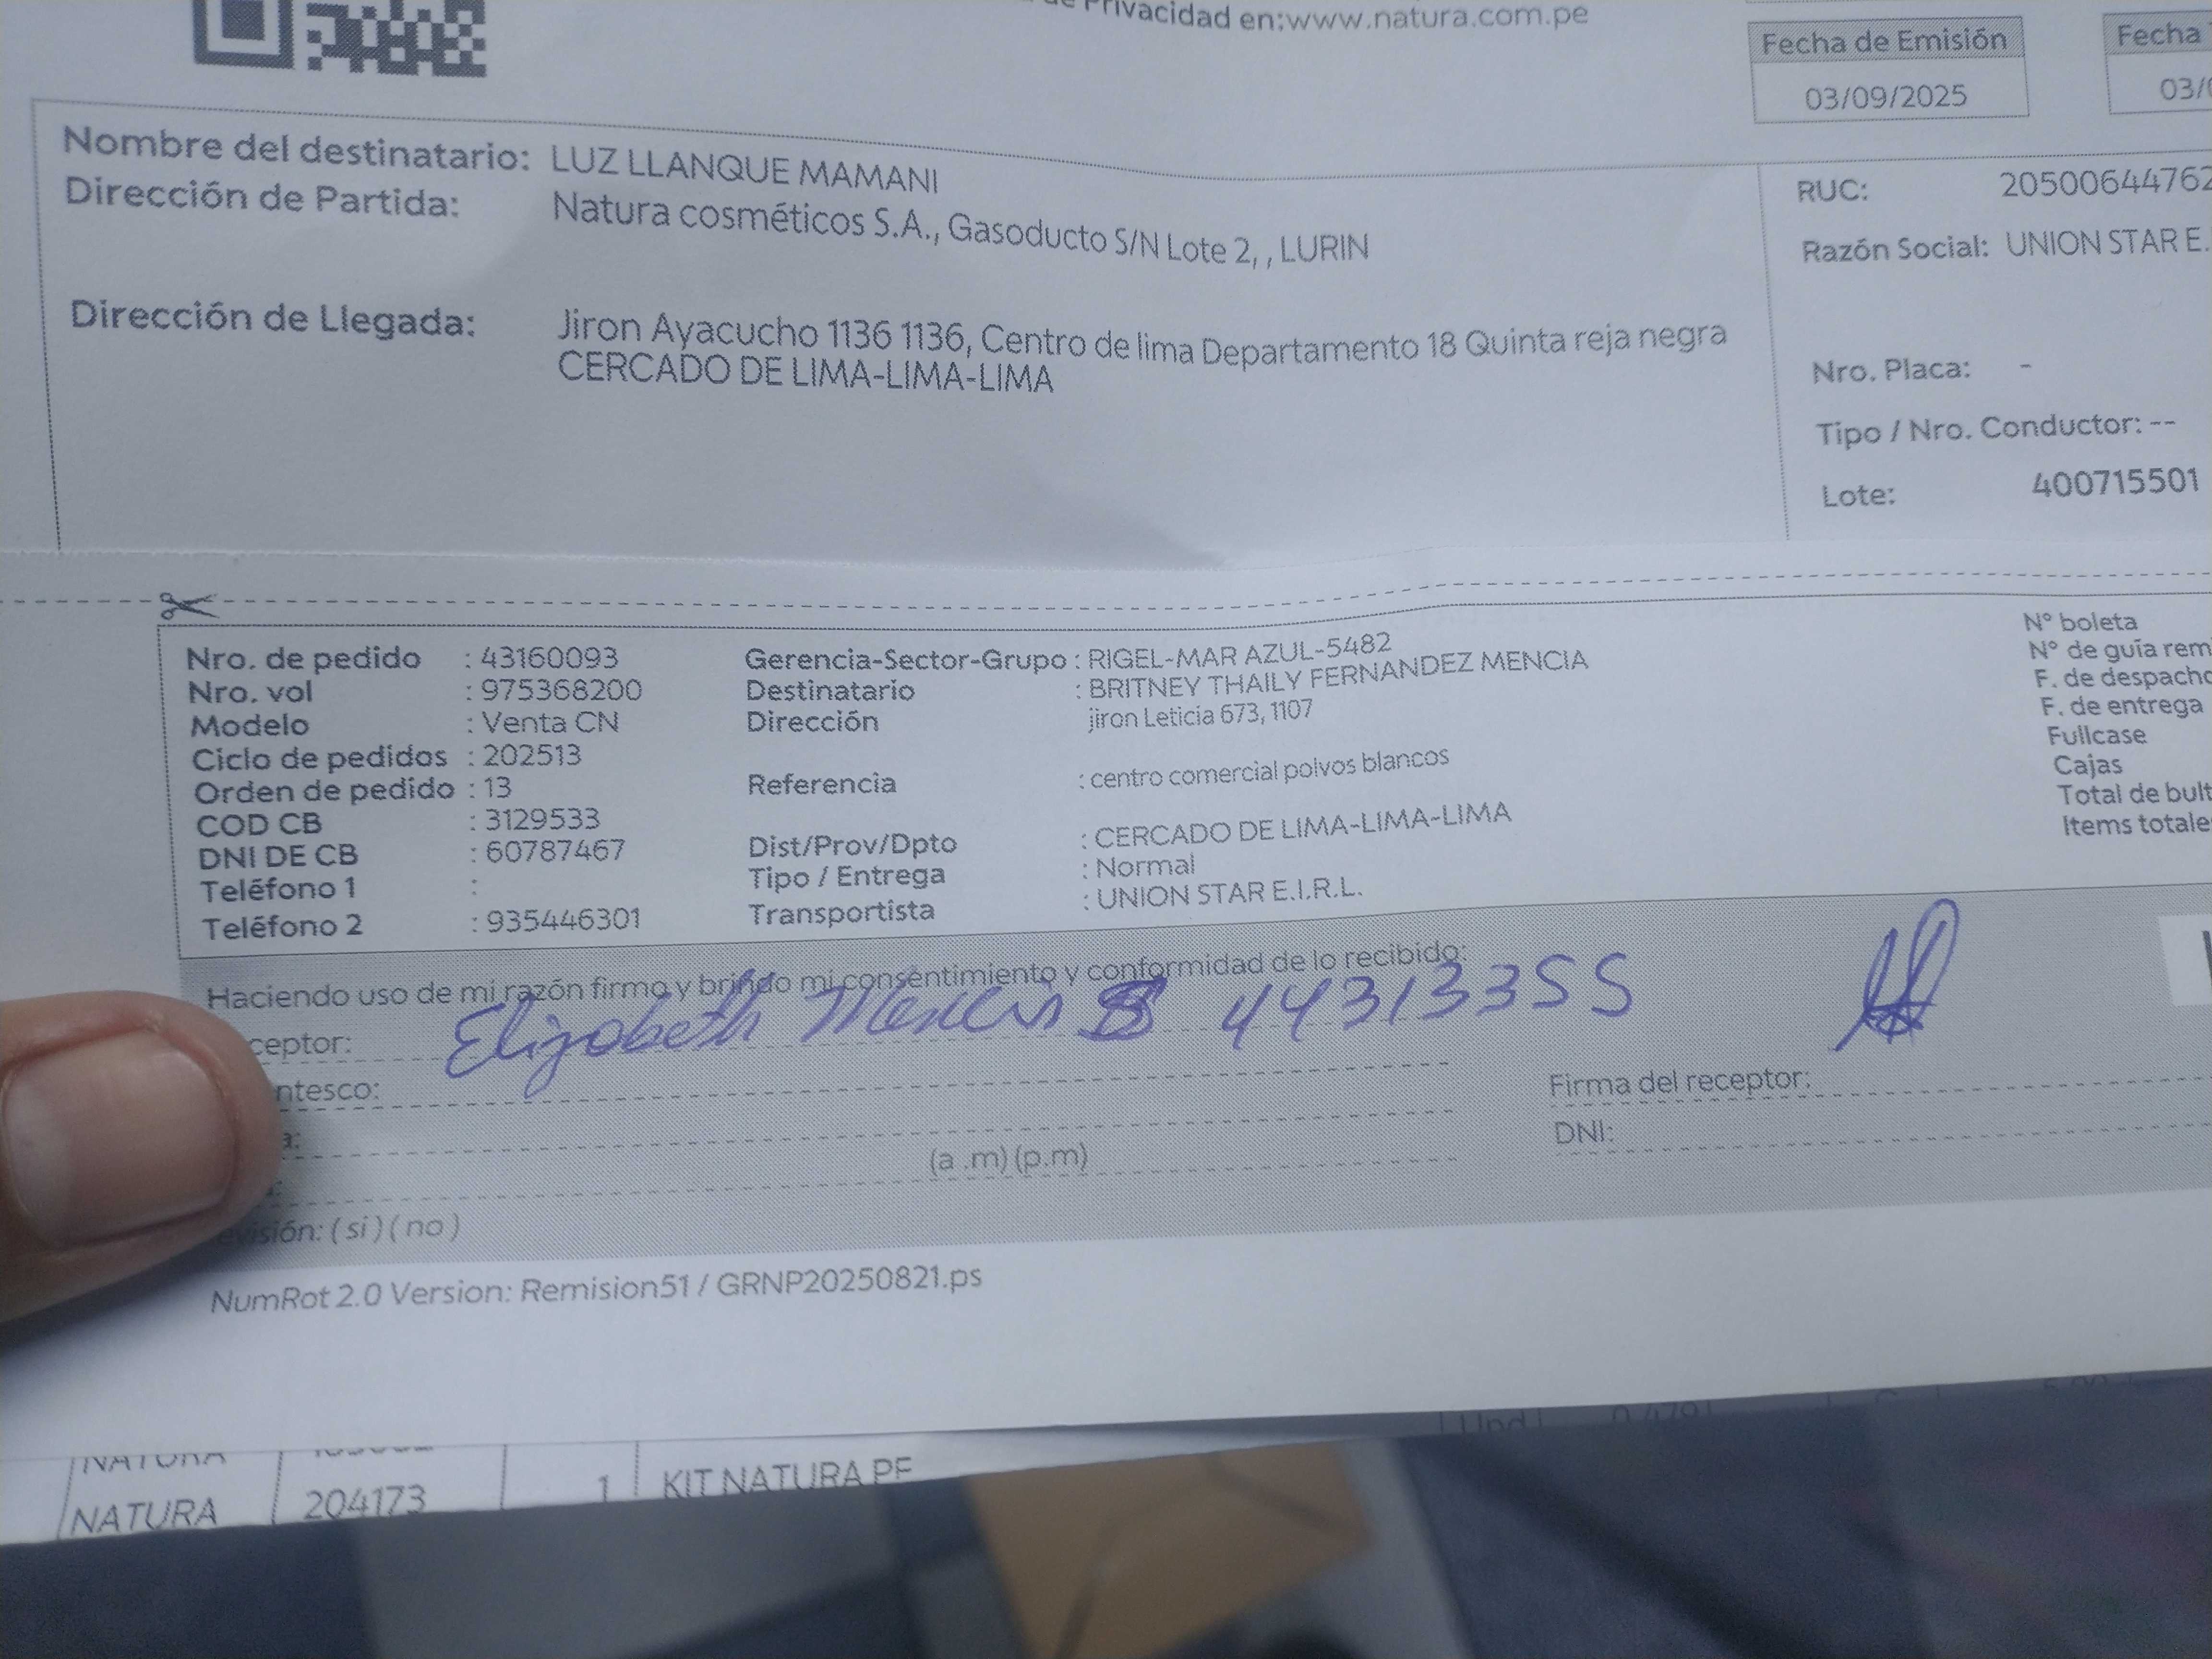 de Privacidad en:www.natura.com.pe
Fecha de Emisión
03/09/2025
Fecha
Nombre del destinatario: LUZ LLANQUE MAMANI
Dirección de Partida: Natura cosméticos S.A., Gasoducto S/N Lote 2, , LURIN
Dirección de Llegada: Jiron Ayacucho 1136 1136, Centro de lima Departamento 18 Quinta reja negra
CERCADO DE LIMA-LIMA-LIMA
RUC: 20500644762
Razón Social: UNION STAR E.
Nro. Placa: -
Tipo / Nro. Conductor: --
Lote: 400715501
Nro. de pedido : 43160093
Nro. vol : 975368200
Modelo : Venta CN
Ciclo de pedidos : 202513
Orden de pedido : 13
COD CB : 3129533
DNI DE CB : 60787467
Teléfono 1 :
Teléfono 2 : 935446301
Gerencia-Sector-Grupo : RIGEL-MAR AZUL-5482
Destinatario : BRITNEY THAILY FERNANDEZ MENCIA
Dirección jiron Leticia 673, 1107
Referencia : centro comercial polvos blancos
Dist/Prov/Dpto : CERCADO DE LIMA-LIMA-LIMA
Tipo / Entrega : Normal
Transportista : UNION STAR E.I.R.L.
N° boleta
N° de guía rem
F. de despacho
F. de entrega
Fullcase
Cajas
Total de bult
Items totale
Haciendo uso de mi razón firmo y brindo mi consentimiento y conformidad de lo recibido:
ceptor: Elizabeth 44313355
ntesco:
a:
(a .m) (p.m)
Firma del receptor:
DNI:
evisión: ( si ) ( no )
NumRot 2.0 Version: Remision51 / GRNP20250821.ps
NATURA
NATURA 204173 1 KIT NATURA PE